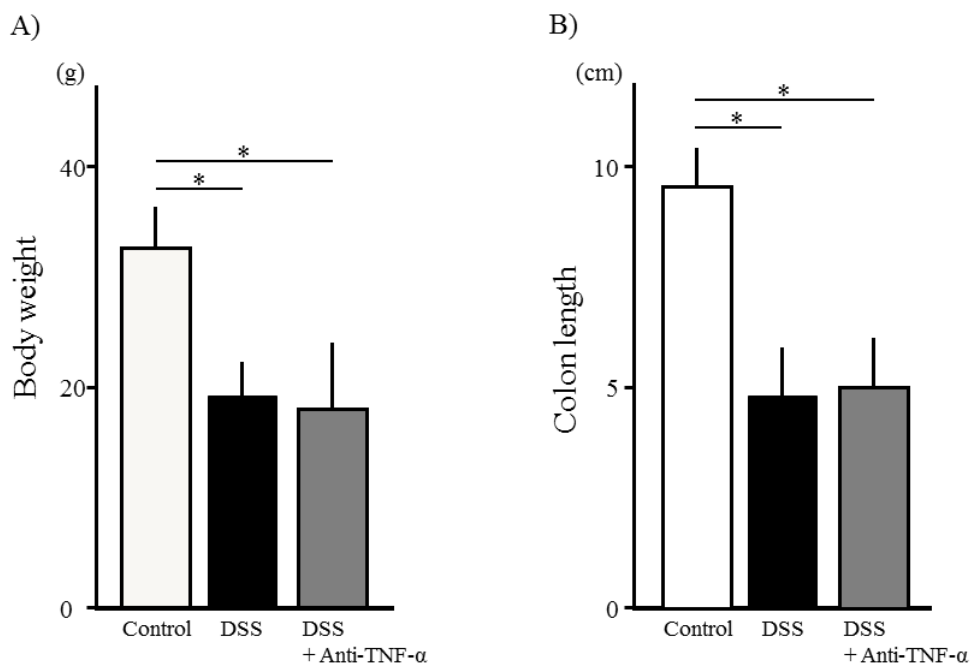 A)
(g)
Body weight
40
20
0
*
*
Control
DSS
DSS
+ Anti-TNF-α
B)
(cm)
Colon length
10
5
0
*
*
Control
DSS
DSS
+ Anti-TNF-α